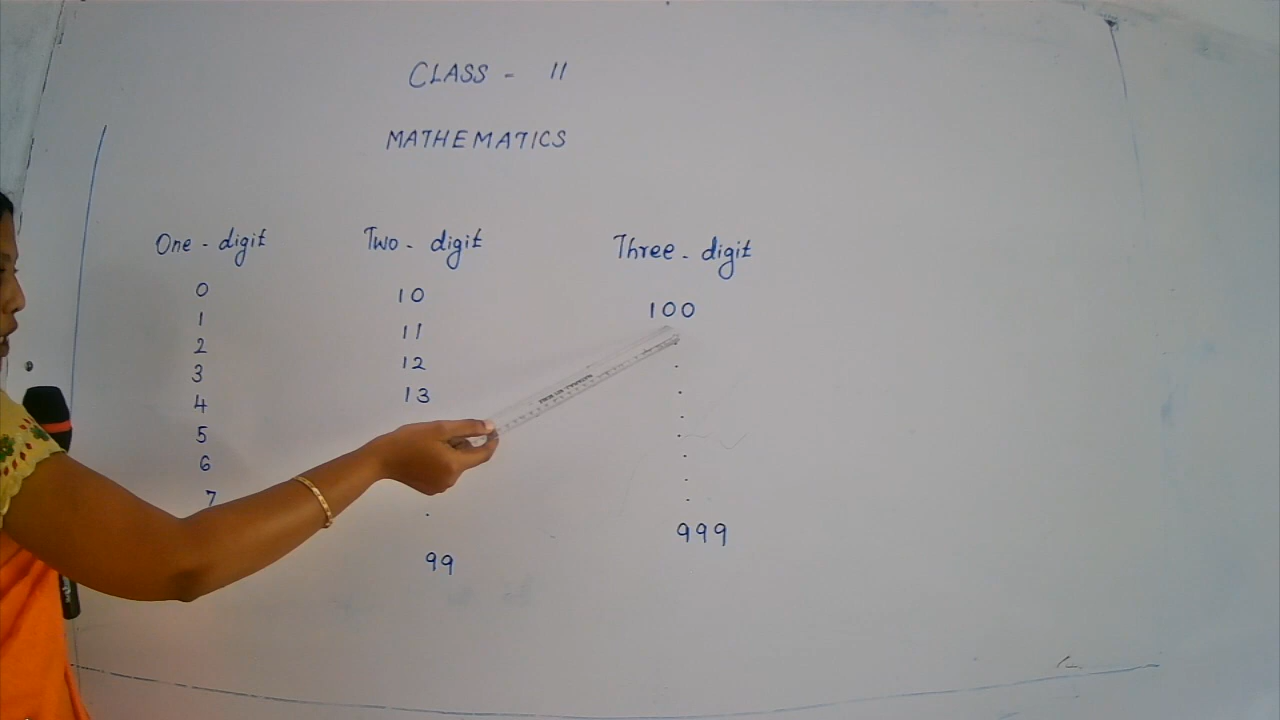 CLASS - II
MATHEMATICS
One - digit Two - digit Three - digit
0 10 100
1 11
2 12
3 13
4
5
6
7
99 999